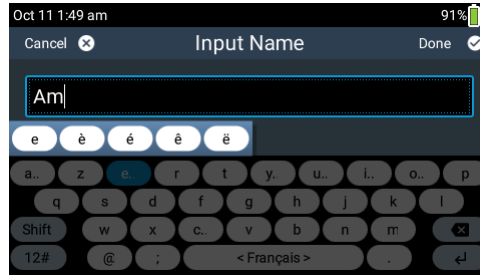 Oct 11 1:49 am 91%
Cancel Input Name Done
Am
e è é ê ë
a.. z e.. r t y.. u.. i.. o.. p
q s d f g h j k l
Shift w x c.. v b n m
12# @ ; < Français > .